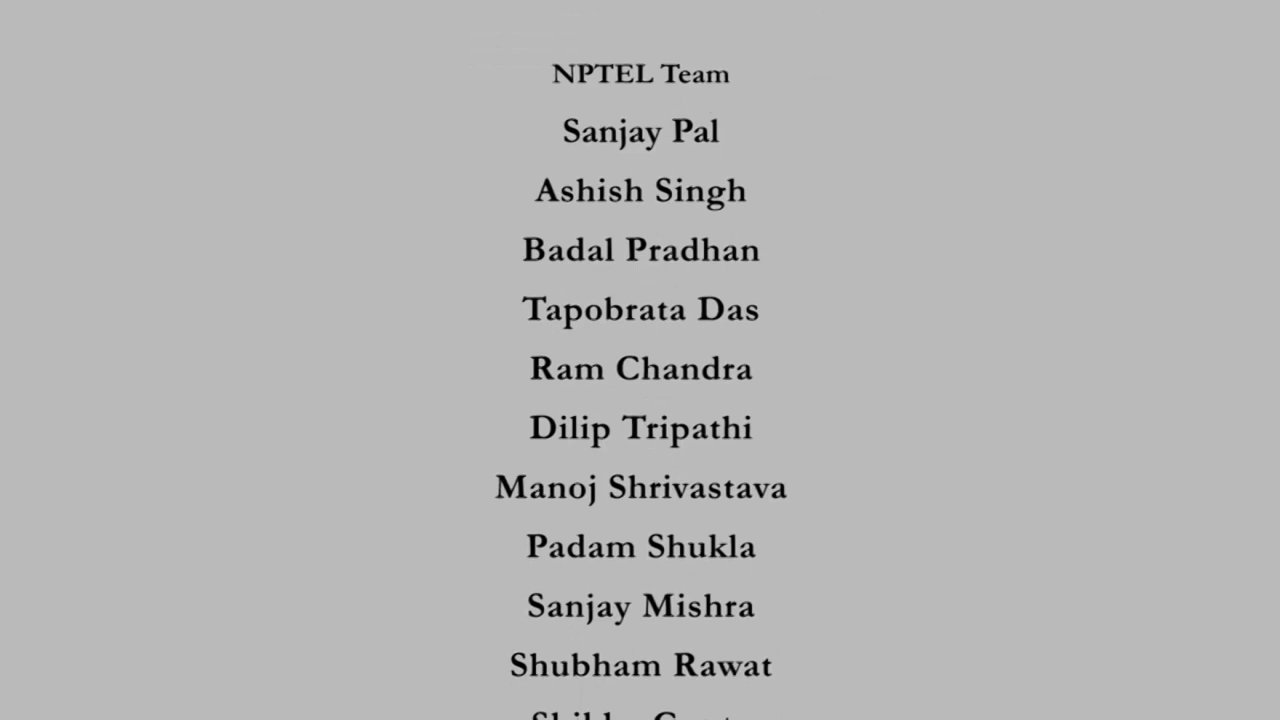 NPTEL Team
Sanjay Pal
Ashish Singh
Badal Pradhan
Tapobrata Das
Ram Chandra
Dilip Tripathi
Manoj Shrivastava
Padam Shukla
Sanjay Mishra
Shubham Rawat